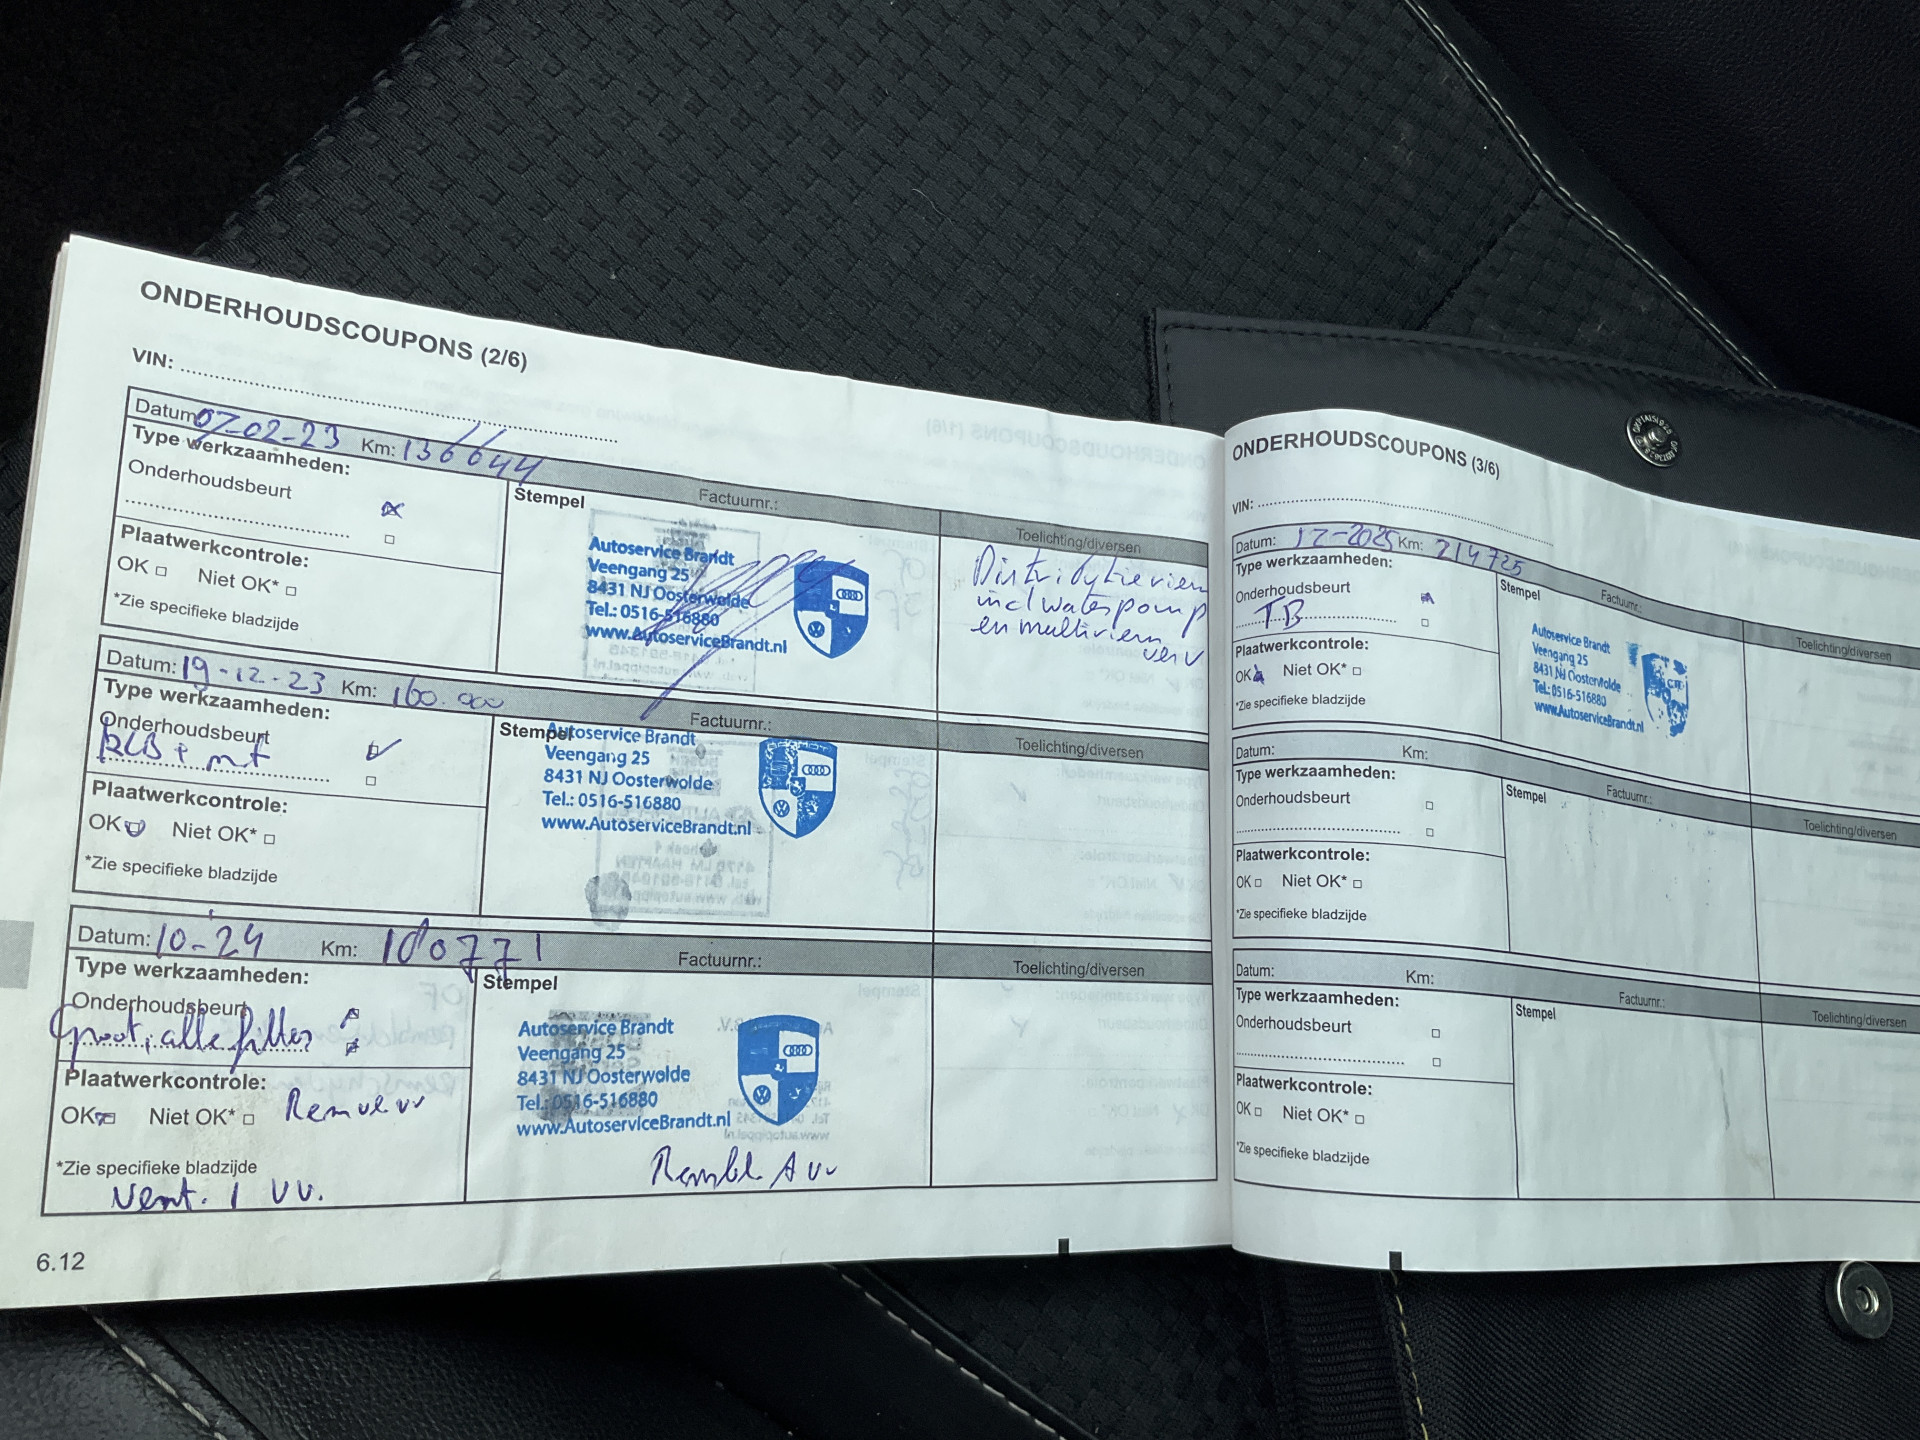 ONDERHOUDSCOUPONS (2/6)
VIN:
Datum: 07-02-23 Km: 136644
Type werkzaamheden:
Onderhoudsbeurt
Plaatwerkcontrole:
OK Niet OK*
*Zie specifieke bladzijde
Stempel Factuurnr.:
Autoservice Brandt
Veengang 25
8431 NJ Oosterwolde
Tel.: 0516-516880
www.AutoserviceBrandt.nl
Toelichting/diversen
Distributieriem
incl waterpomp
en multiriem
verv
Datum: 19-12-23 Km: 160.000
Type werkzaamheden:
Onderhoudsbeurt
Plaatwerkcontrole:
OK Niet OK*
*Zie specifieke bladzijde
Stempel Factuurnr.:
Autoservice Brandt
Veengang 25
8431 NJ Oosterwolde
Tel.: 0516-516880
www.AutoserviceBrandt.nl
Toelichting/diversen
Datum: 10-24 Km: 180771
Type werkzaamheden:
Onderhoudsbeurt
Groot, alle filters
Plaatwerkcontrole:
OK Niet OK*
*Zie specifieke bladzijde
Vent. 1 VV.
Stempel Factuurnr.:
Autoservice Brandt
Veengang 25
8431 NJ Oosterwolde
Tel.: 0516-516880
www.AutoserviceBrandt.nl
Rembl. A vv
Toelichting/diversen
6.12
ONDERHOUDSCOUPONS (3/6)
VIN:
Datum: 12-2025 Km: 214725
Type werkzaamheden:
Onderhoudsbeurt
TB
Plaatwerkcontrole:
OK Niet OK*
*Zie specifieke bladzijde
Stempel Factuurnr.:
Autoservice Brandt
Veengang 25
8431 NJ Oosterwolde
Tel.: 0516-516880
www.AutoserviceBrandt.nl
Toelichting/diversen
Datum: Km:
Type werkzaamheden:
Onderhoudsbeurt
Plaatwerkcontrole:
OK Niet OK*
*Zie specifieke bladzijde
Stempel Factuurnr.:
Toelichting/diversen
Datum: Km:
Type werkzaamheden:
Onderhoudsbeurt
Plaatwerkcontrole:
OK Niet OK*
*Zie specifieke bladzijde
Stempel Factuurnr.:
Toelichting/diversen